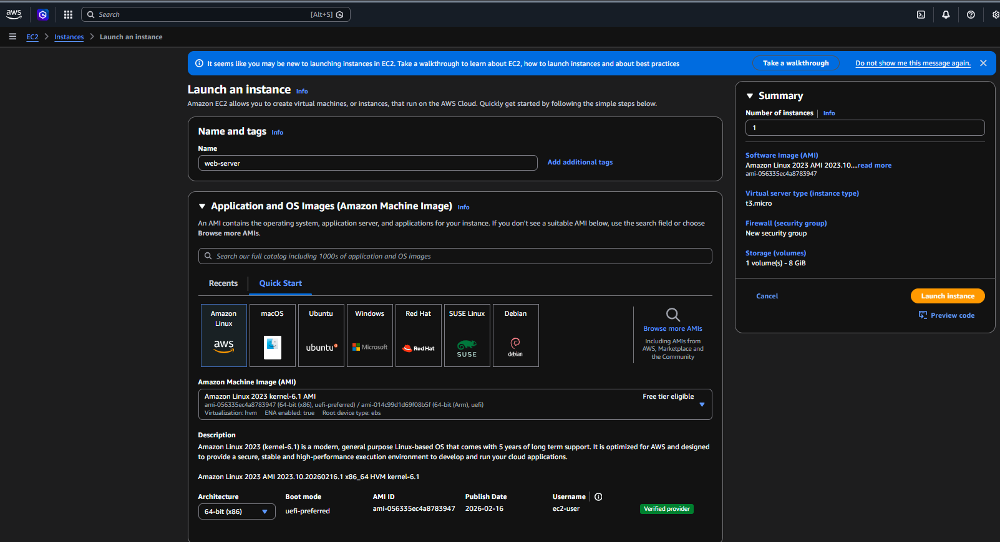 aws
Search
[Alt+S]
EC2
Instances
Launch an instance
It seems like you may be new to launching instances in EC2. Take a walkthrough to learn about EC2, how to launch instances and about best practices
Take a walkthrough
Do not show me this message again.
Launch an instance Info
Amazon EC2 allows you to create virtual machines, or instances, that run on the AWS Cloud. Quickly get started by following the simple steps below.
Name and tags Info
Name
web-server
Add additional tags
Application and OS Images (Amazon Machine Image) Info
An AMI contains the operating system, application server, and applications for your instance. If you don't see a suitable AMI below, use the search field or choose
Browse more AMIs.
Search our full catalog including 1000s of application and OS images
Recents
Quick Start
Amazon
Linux
aws
macOS
Ubuntu
ubuntu
Windows
Microsoft
Red Hat
Red Hat
SUSE Linux
SUSE
Debian
debian
Browse more AMIs
Including AMIs from
AWS, Marketplace and
the Community
Amazon Machine Image (AMI)
Amazon Linux 2023 kernel-6.1 AMI
Free tier eligible
ami-056335ec4a8783947 (64-bit (x86), uefi-preferred) / ami-014c99d1d69f08b5f (64-bit (Arm), uefi)
Virtualization: hvm ENA enabled: true Root device type: ebs
Description
Amazon Linux 2023 (kernel-6.1) is a modern, general purpose Linux-based OS that comes with 5 years of long term support. It is optimized for AWS and designed
to provide a secure, stable and high-performance execution environment to develop and run your cloud applications.
Amazon Linux 2023 AMI 2023.10.20260216.1 x86_64 HVM kernel-6.1
Architecture
64-bit (x86)
Boot mode
uefi-preferred
AMI ID
ami-056335ec4a8783947
Publish Date
2026-02-16
Username
ec2-user
Verified provider
Summary
Number of instances Info
1
Software Image (AMI)
Amazon Linux 2023 AMI 2023.10....read more
ami-056335ec4a8783947
Virtual server type (instance type)
t3.micro
Firewall (security group)
New security group
Storage (volumes)
1 volume(s) - 8 GiB
Cancel
Launch instance
Preview code